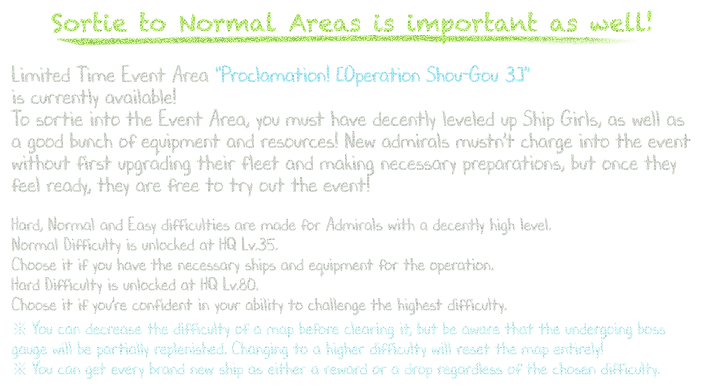 Sortie to Normal Areas is important as well!
Limited Time Event Area "Proclamation! [Operation Shou-Gou 3]"
is currently available!
To sortie into the Event Area, you must have decently leveled up Ship Girls, as well as
a good bunch of equipment and resources! New admirals mustn't charge into the event
without first upgrading their fleet and making necessary preparations, but once they
feel ready, they are free to try out the event!
Hard, Normal and Easy difficulties are made for Admirals with a decently high level.
Normal Difficulty is unlocked at HQ Lv.35.
Choose it if you have the necessary ships and equipment for the operation.
Hard Difficulty is unlocked at HQ Lv.80.
Choose it if you're confident in your ability to challenge the highest difficulty.
※ You can decrease the difficulty of a map before clearing it, but be aware that the undergoing boss
gauge will be partially replenished. Changing to a higher difficulty will reset the map entirely!
※ You can get every brand new ship as either a reward or a drop regardless of the chosen difficulty.